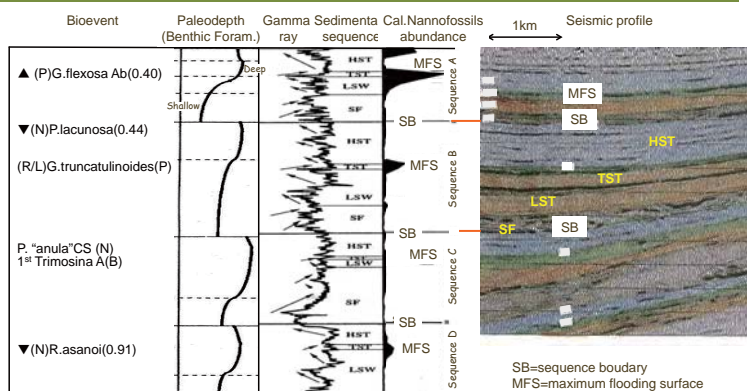 Bioevent
Paleodepth
(Benthic Foram.)
Gamma
ray
Sedimenta
sequence
Cal.Nannofossils
abundance
1km
Seismic profile
▲ (P)G.flexosa Ab(0.40)
▼(N)P.lacunosa(0.44)
(R/L)G.truncatulinoides(P)
P. “anula”CS (N)
1st Trimosina A(B)
▼(N)R.asanoi(0.91)
Deep
Shallow
HST
TST
LSW
SF
HST
TST
LSW
SF
HST
TST
LSW
SF
HST
TST
LSW
MFS
SB
MFS
SB
MFS
SB
MFS
Sequence A
Sequence B
Sequence C
Sequence D
MFS
SB
HST
TST
LST
SF
SB
SB=sequence boudary
MFS=maximum flooding surface